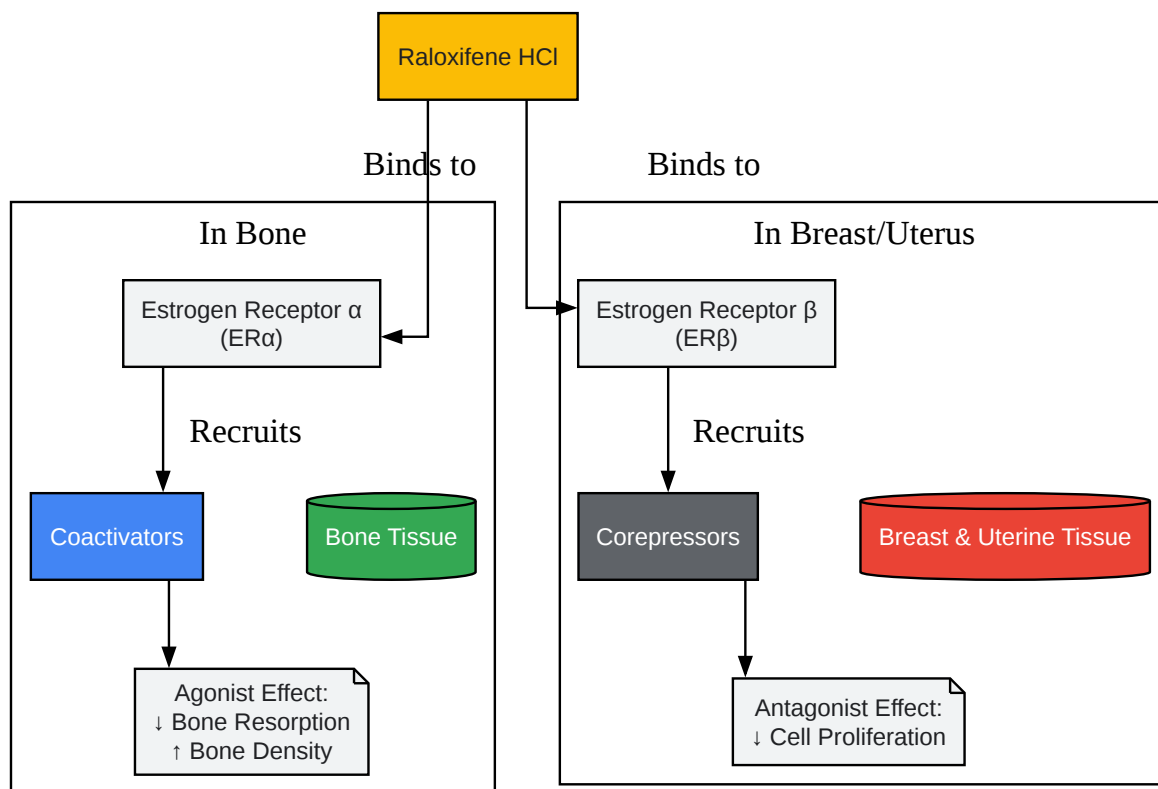 Raloxifene HCl
Binds to
Binds to
In Bone
Estrogen Receptor α
(ERα)
Recruits
Coactivators
Bone Tissue
Agonist Effect:
↓ Bone Resorption
↑ Bone Density
In Breast/Uterus
Estrogen Receptor β
(ERβ)
Recruits
Corepressors
Breast & Uterine Tissue
Antagonist Effect:
↓ Cell Proliferation